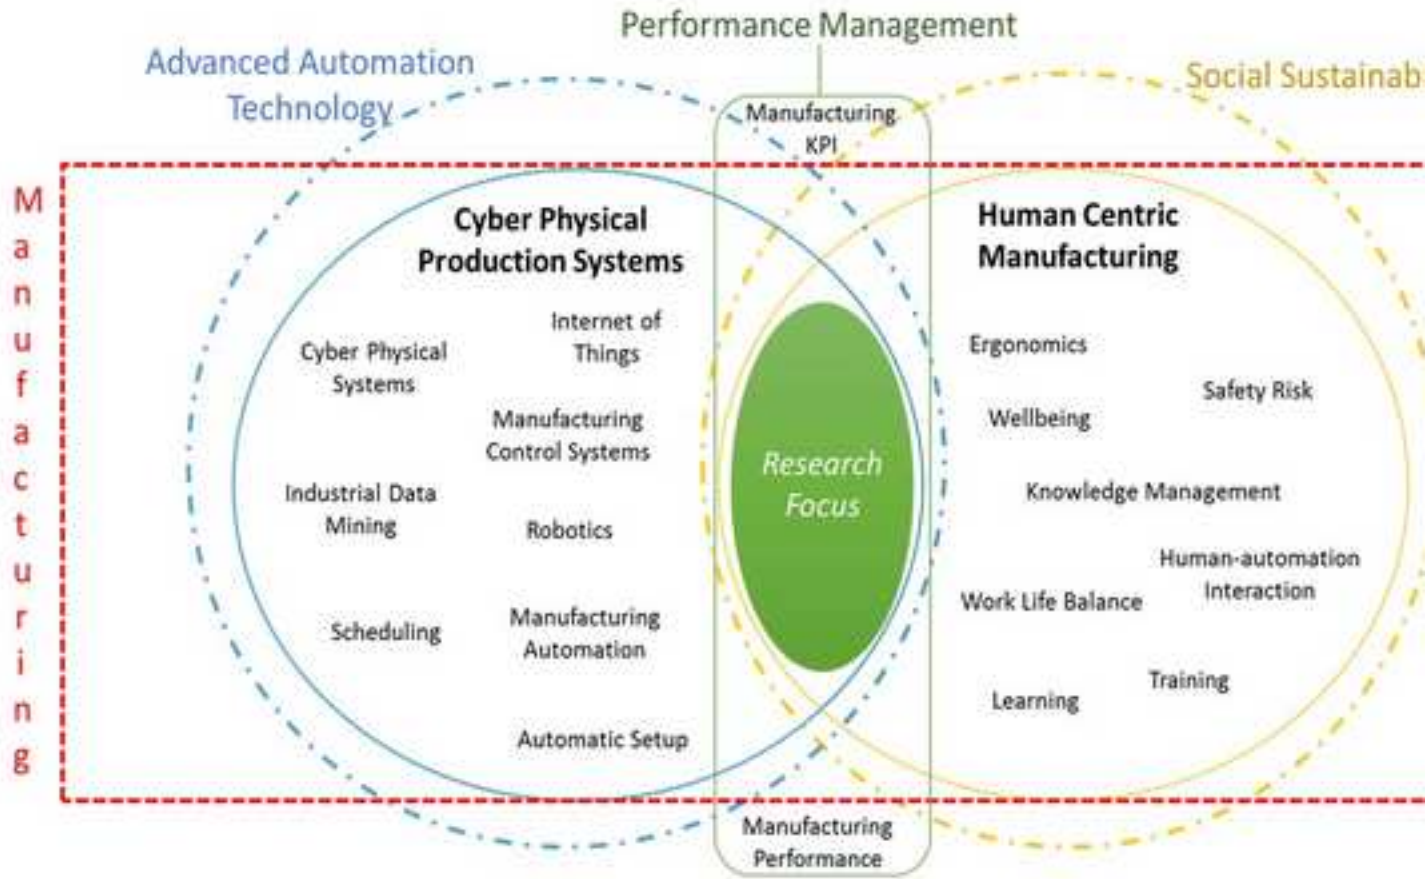 Performance Management
Advanced Automation
Technology
Social Sustainab
Manufacturing
KPI
Manufacturing
Cyber Physical
Production Systems
Human Centric
Manufacturing
Internet of
Things
Cyber Physical
Systems
Manufacturing
Control Systems
Industrial Data
Mining
Robotics
Scheduling
Manufacturing
Automation
Automatic Setup
Research
Focus
Ergonomics
Safety Risk
Wellbeing
Knowledge Management
Human-automation
Interaction
Work Life Balance
Training
Learning
Manufacturing
Performance